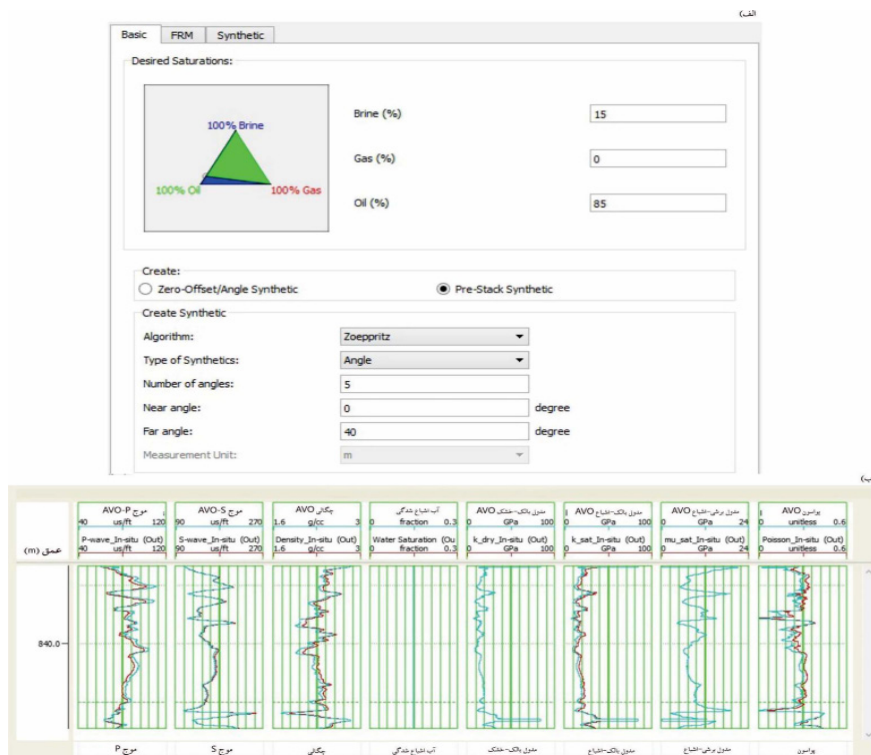 الف)
Basic FRM Synthetic
Desired Saturations:
100% Brine
100% Oil 100% Gas
Brine (%) 15
Gas (%) 0
Oil (%) 85
Create:
Zero-Offset/Angle Synthetic Pre-Stack Synthetic
Create Synthetic
Algorithm: Zoeppritz
Type of Synthetics: Angle
Number of angles: 5
Near angle: 0 degree
Far angle: 40 degree
Measurement Unit: m
ب)
موج AVO-P موج AVO-S چگالی AVO آب اشباع شدگی مدول بالک-خشک AVO مدول بالک-اشباع AVO مدول برشی-اشباع AVO پواسون AVO
40 us/ft 120 90 us/ft 270 1.6 g/cc 3 0 fraction 0.3 0 GPa 100 0 GPa 100 0 GPa 24 0 unitless 0.6
عمق (m) P-wave_In-situ (Out) S-wave_In-situ (Out) Density_In-situ (Out) Water Saturation (Ou k_dry_In-situ (Out) k_sat_In-situ (Out) mu_sat_In-situ (Out) Poisson_In-situ (Out)
40 us/ft 120 90 us/ft 270 1.6 g/cc 3 0 fraction 0.3 0 GPa 100 0 GPa 100 0 GPa 24 0 unitless 0.6
840.0
موج P موج S چگالی آب اشباع شدگی مدول بالک-خشک مدول بالک-اشباع مدول برشی-اشباع پواسون